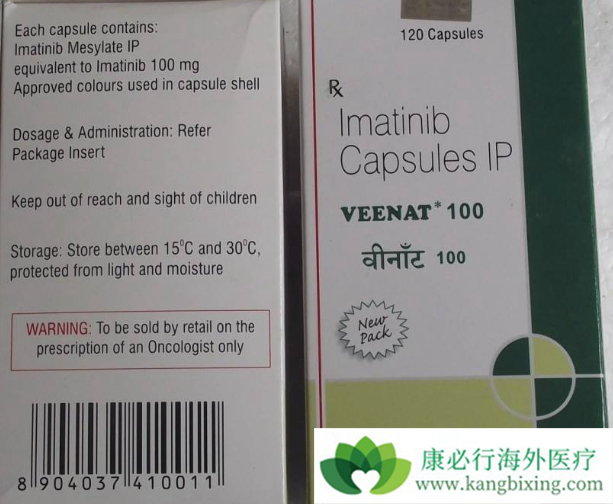 Each capsule contains:
Imatinib Mesylate IP
equivalent to Imatinib 100 mg
Approved colours used in capsule shell
Dosage & Administration: Refer
Package Insert
Keep out of reach and sight of children
Storage: Store between 15°C and 30°C,
protected from light and moisture
WARNING: To be sold by retail on the
prescription of an Oncologist only
8 904037 410011
120 Capsules
℞
Imatinib
Capsules IP
VEENAT* 100
वीनाँट 100
New
Pack
康必行海外医疗
www.kangbixing.com